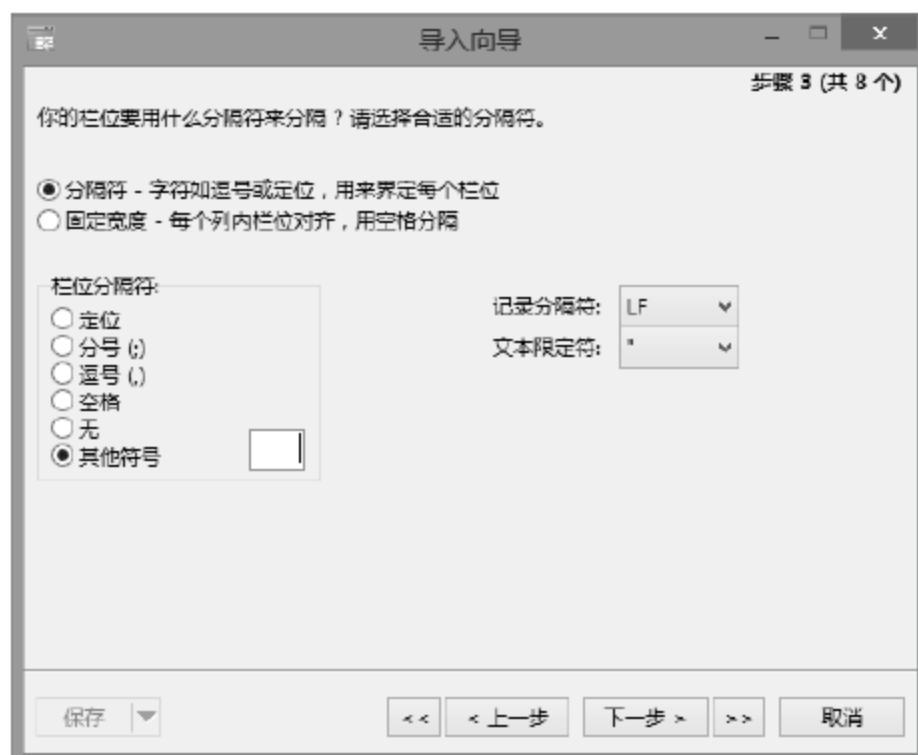 导入向导
步骤 3 (共 8 个)
你的栏位要用什么分隔符来分隔？请选择合适的分隔符。
分隔符 - 字符如逗号或定位，用来界定每个栏位
固定宽度 - 每个列内栏位对齐，用空格分隔
栏位分隔符:
定位
分号 (;)
逗号 (,)
空格
无
其他符号
记录分隔符: LF
文本限定符: "
保存
<< < 上一步 下一步 > >> 取消